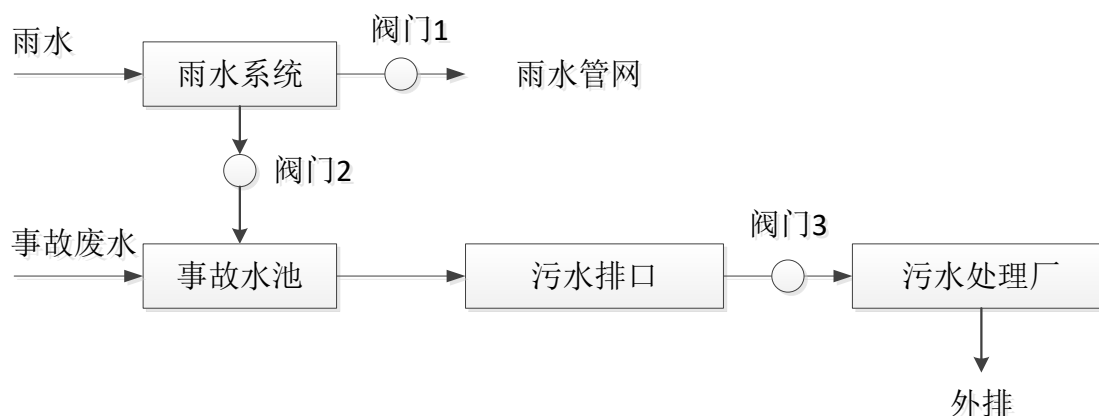 阀门1
雨水
雨水系统
雨水管网
阀门2
事故废水
阀门3
事故水池
污水排口
污水处理厂
外排